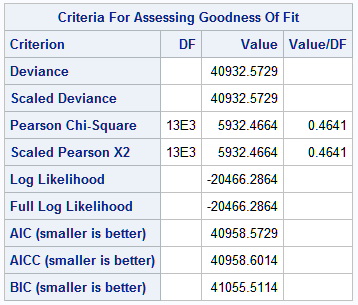 Criteria For Assessing Goodness Of Fit
Criterion DF Value Value/DF
Deviance 40932.5729
Scaled Deviance 40932.5729
Pearson Chi-Square 13E3 5932.4664 0.4641
Scaled Pearson X2 13E3 5932.4664 0.4641
Log Likelihood -20466.2864
Full Log Likelihood -20466.2864
AIC (smaller is better) 40958.5729
AICC (smaller is better) 40958.6014
BIC (smaller is better) 41055.5114